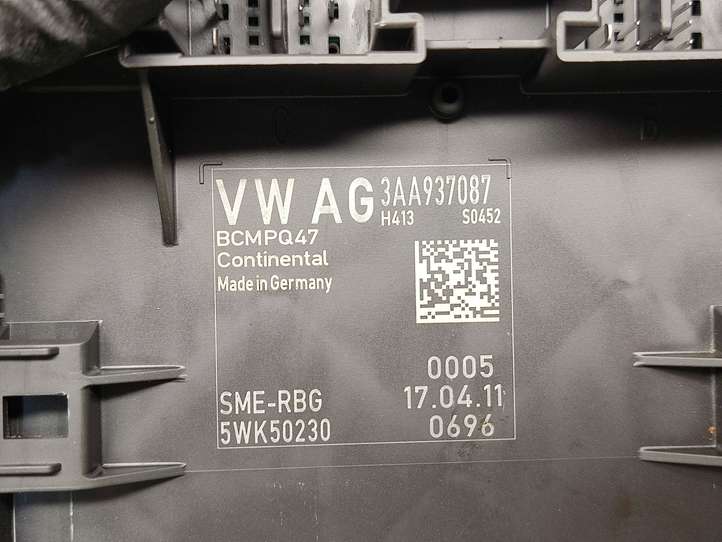 VW AG 3AA937087
H413 S0452
BCMPQ47
Continental
Made in Germany
0005
SME-RBG 17.04.11
5WK50230 0696